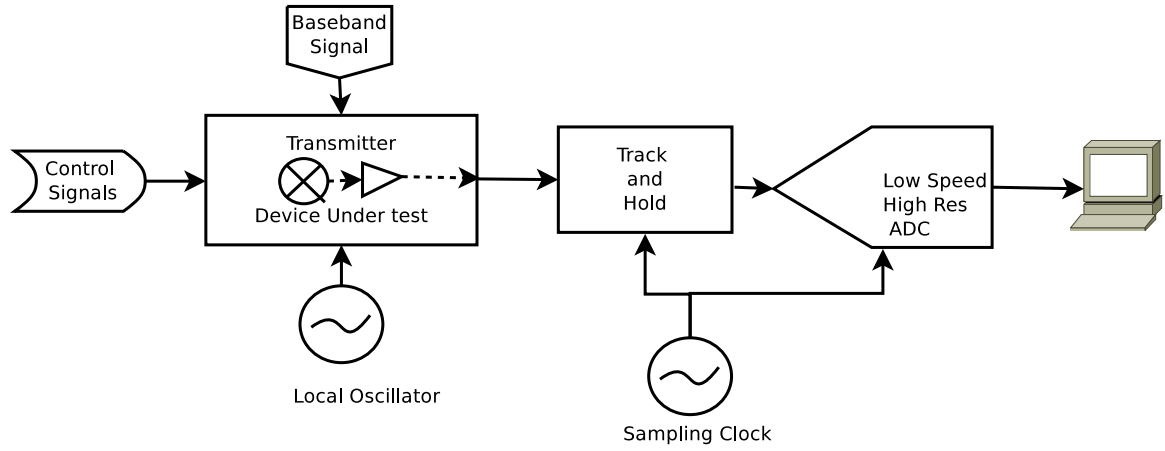 Baseband
Signal
Control
Signals
Transmitter
Device Under test
Local Oscillator
Track
and
Hold
Low Speed
High Res
ADC
Sampling Clock